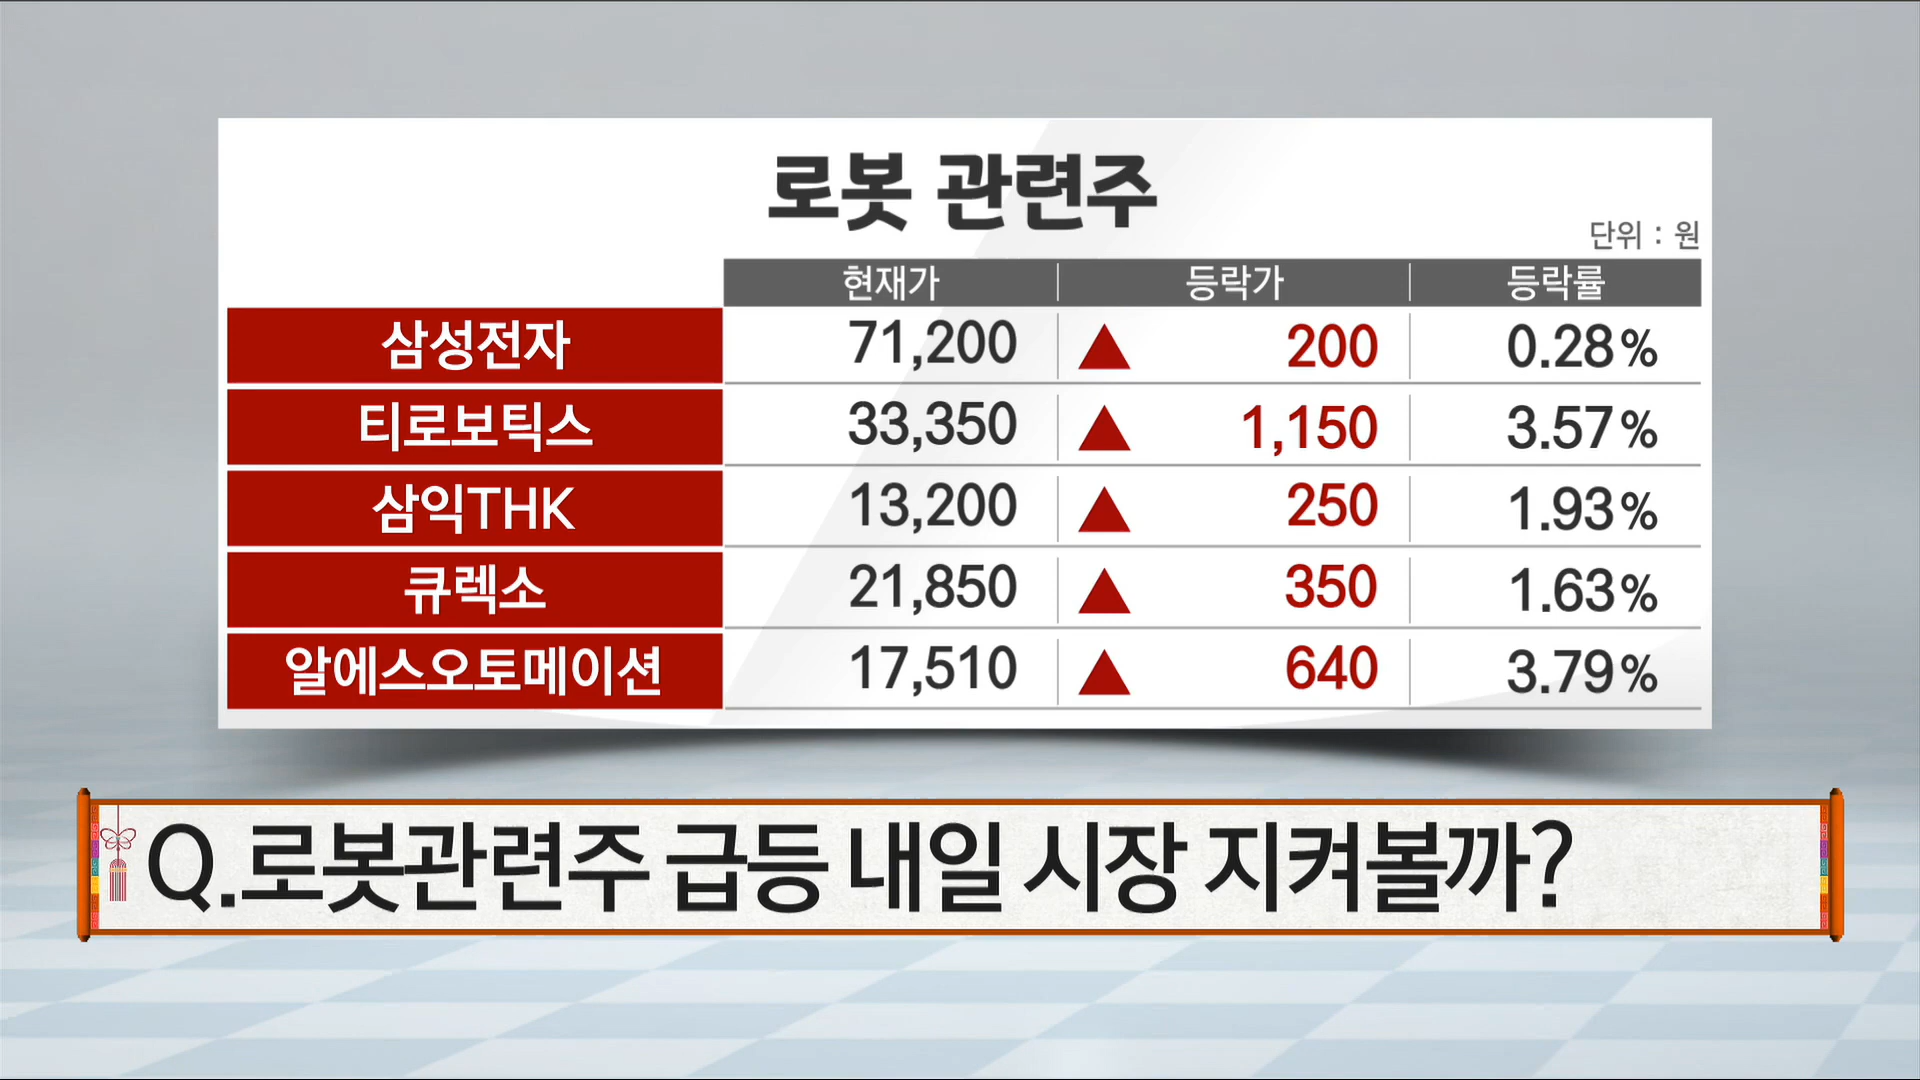 로봇 관련주
단위 : 원
현재가 등락가 등락률
삼성전자 71,200 ▲ 200 0.28%
티로보틱스 33,350 ▲ 1,150 3.57%
삼익THK 13,200 ▲ 250 1.93%
큐렉소 21,850 ▲ 350 1.63%
알에스오토메이션 17,510 ▲ 640 3.79%
Q.로봇관련주 급등 내일 시장 지켜볼까?